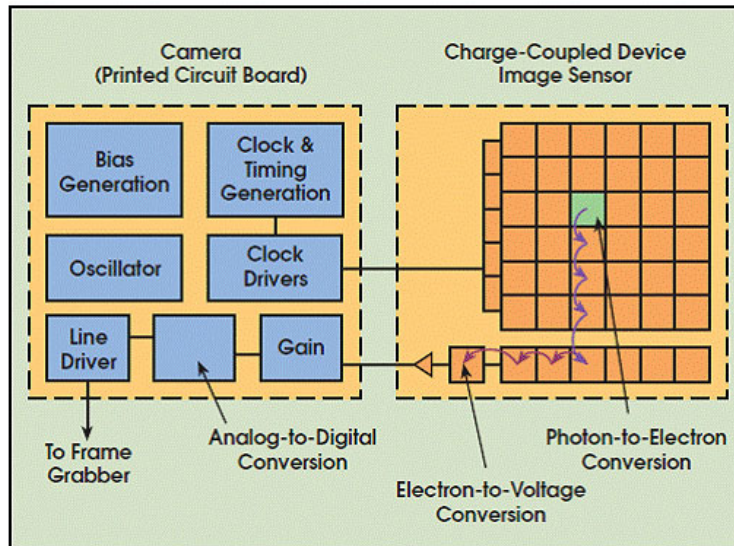 Camera
(Printed Circuit Board)
Charge-Coupled Device
Image Sensor
Bias
Generation
Clock &
Timing
Generation
Oscillator
Clock
Drivers
Line
Driver
Gain
To Frame
Grabber
Analog-to-Digital
Conversion
Electron-to-Voltage
Conversion
Photon-to-Electron
Conversion